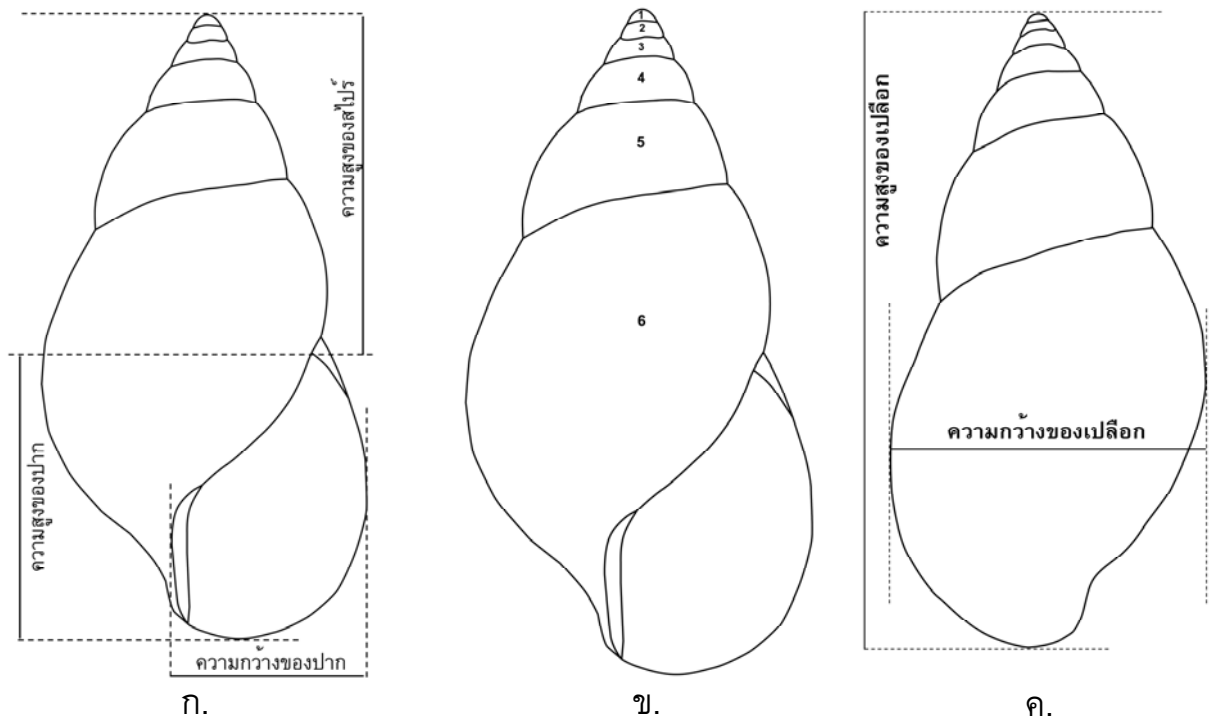 ความสูงของสไปร์
ความสูงของปาก
ความกว้างของปาก
ก.
1
2
3
4
5
6
ข.
ความสูงของเปลือก
ความกว้างของเปลือก
ค.